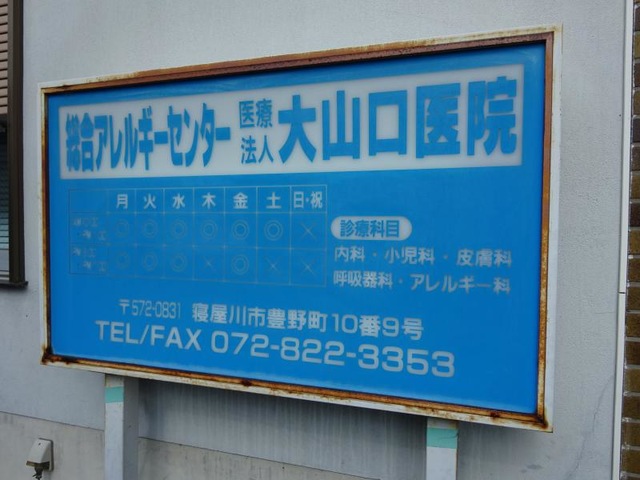 総合アレルギーセンター 医療法人 大山口医院
月 火 水 木 金 土 日・祝
◎ ◎ ◎ ◎ ◎ ◎ ×
◎ ◎ ◎ × ◎ × ×
診療科目
内科・小児科・皮膚科
呼吸器科・アレルギー科
〒572-0831 寝屋川市豊野町10番9号
TEL/FAX 072-822-3353